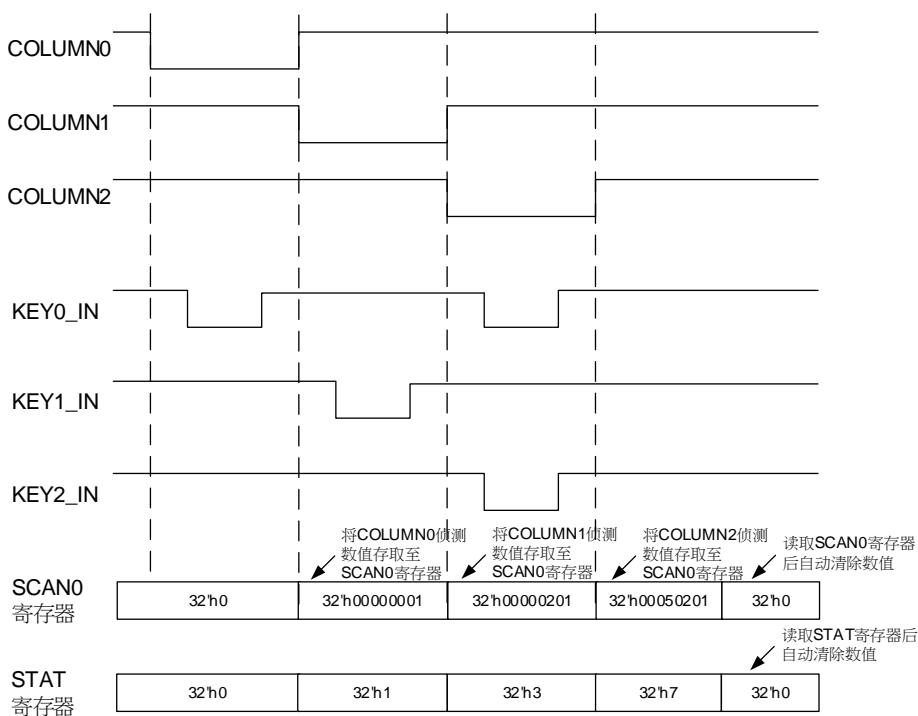 COLUMN0
COLUMN1
COLUMN2
KEY0_IN
KEY1_IN
KEY2_IN
将COLUMN0侦测
数值存取至
SCAN0寄存器
将COLUMN1侦测
数值存取至
SCAN0寄存器
将COLUMN2侦测
数值存取至
SCAN0寄存器
读取SCAN0寄存器
后自动清除数值
SCAN0
寄存器
32'h0
32'h00000001
32'h00000201
32'h00050201
32'h0
读取STAT寄存器后
自动清除数值
STAT
寄存器
32'h0
32'h1
32'h3
32'h7
32'h0